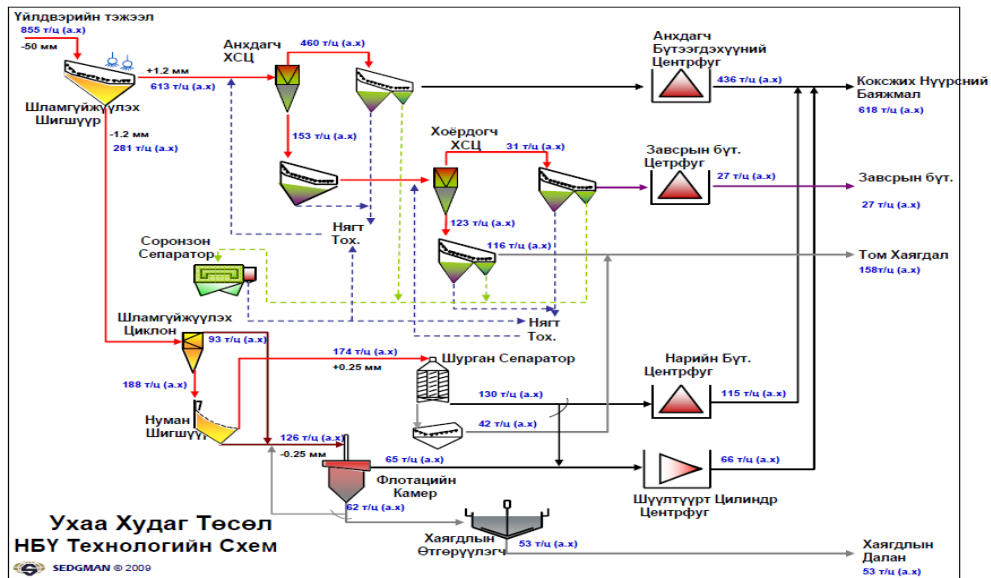 Үйлдвэрийн тэжээл
855 т/ц (а.х)
-50 мм
Шламгүйжүүлэх
Шигшүүр
+1.2 мм
613 т/ц (а.х)
-1.2 мм
281 т/ц (а.х)
Анхдагч
ХСЦ
460 т/ц (а.х)
153 т/ц (а.х)
Хоёрдогч
ХСЦ
31 т/ц (а.х)
123 т/ц (а.х)
116 т/ц (а.х)
Анхдагч
Бүтээгдэхүүний
Центрфуг
436 т/ц (а.х)
Коксжих Нүүрсний
Баяжмал
618 т/ц (а.х)
Завсрын бүт.
Цетрфуг
27 т/ц (а.х)
Завсрын бүт.
27 т/ц (а.х)
Том Хаягдал
158т/ц (а.х)
Нягт
Тох.
Соронзон
Сепаратор
Нягт
Тох.
Шламгүйжүүлэх
Циклон
93 т/ц (а.х)
188 т/ц (а.х)
174 т/ц (а.х)
+0.25 мм
Шурган Сепаратор
130 т/ц (а.х)
42 т/ц (а.х)
Нарийн Бүт.
Центрфуг
115 т/ц (а.х)
Нуман
Шигшүүр
126 т/ц (а.х)
-0.25 мм
65 т/ц (а.х)
Флотацийн
Камер
62 т/ц (а.х)
66 т/ц (а.х)
Шүүлтүүрт Цилиндр
Центрфуг
Хаягдлын
Өтгөрүүлэгч
53 т/ц (а.х)
Хаягдлын
Далан
53 т/ц (а.х)
Ухаа Худаг Төсөл
НБҮ Технологийн Схем
SEDGMAN © 2009